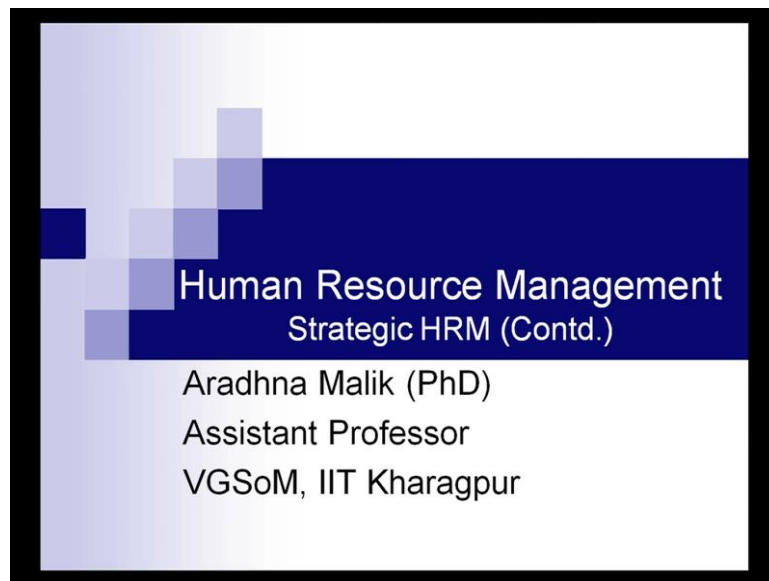 Human Resource Management
Strategic HRM (Contd.)
Aradhna Malik (PhD)
Assistant Professor
VGSoM, IIT Kharagpur